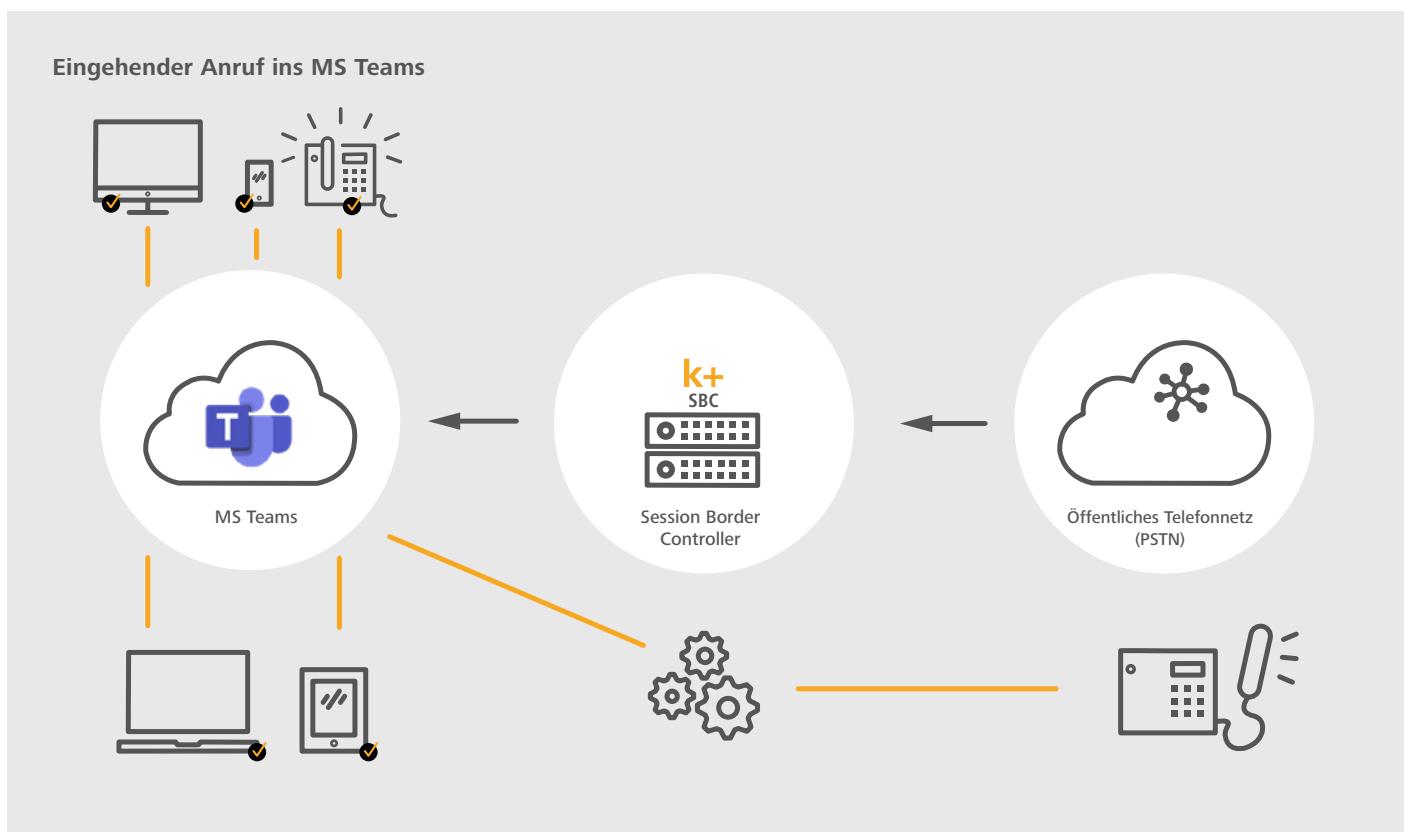 Eingehender Anruf ins MS Teams
k+
SBC
T
MS Teams
Session Border
Controller
Öffentliches Telefonnetz
(PSTN)